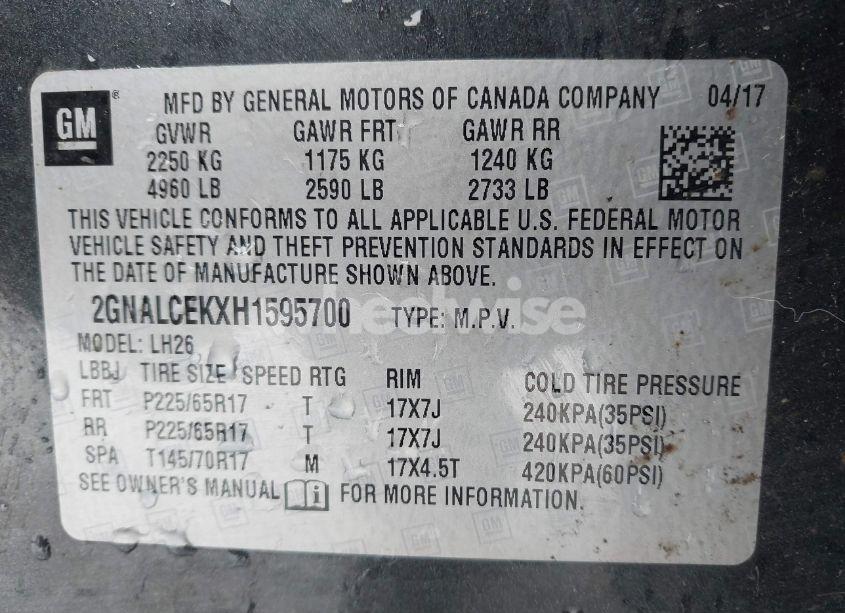 GM® MFD BY GENERAL MOTORS OF CANADA COMPANY 04/17
GVWR GAWR FRT GAWR RR
2250 KG 1175 KG 1240 KG
4960 LB 2590 LB 2733 LB
THIS VEHICLE CONFORMS TO ALL APPLICABLE U.S. FEDERAL MOTOR
VEHICLE SAFETY AND THEFT PREVENTION STANDARDS IN EFFECT ON
THE DATE OF MANUFACTURE SHOWN ABOVE.
2GNALCEKXH1595700 TYPE: M.P.V.
wheelwise
MODEL: LH26
LBBJ TIRE SIZE SPEED RTG RIM COLD TIRE PRESSURE
FRT P225/65R17 T 17X7J 240KPA(35PSI)
RR P225/65R17 T 17X7J 240KPA(35PSI)
SPA T145/70R17 M 17X4.5T 420KPA(60PSI)
SEE OWNER'S MANUAL i FOR MORE INFORMATION.